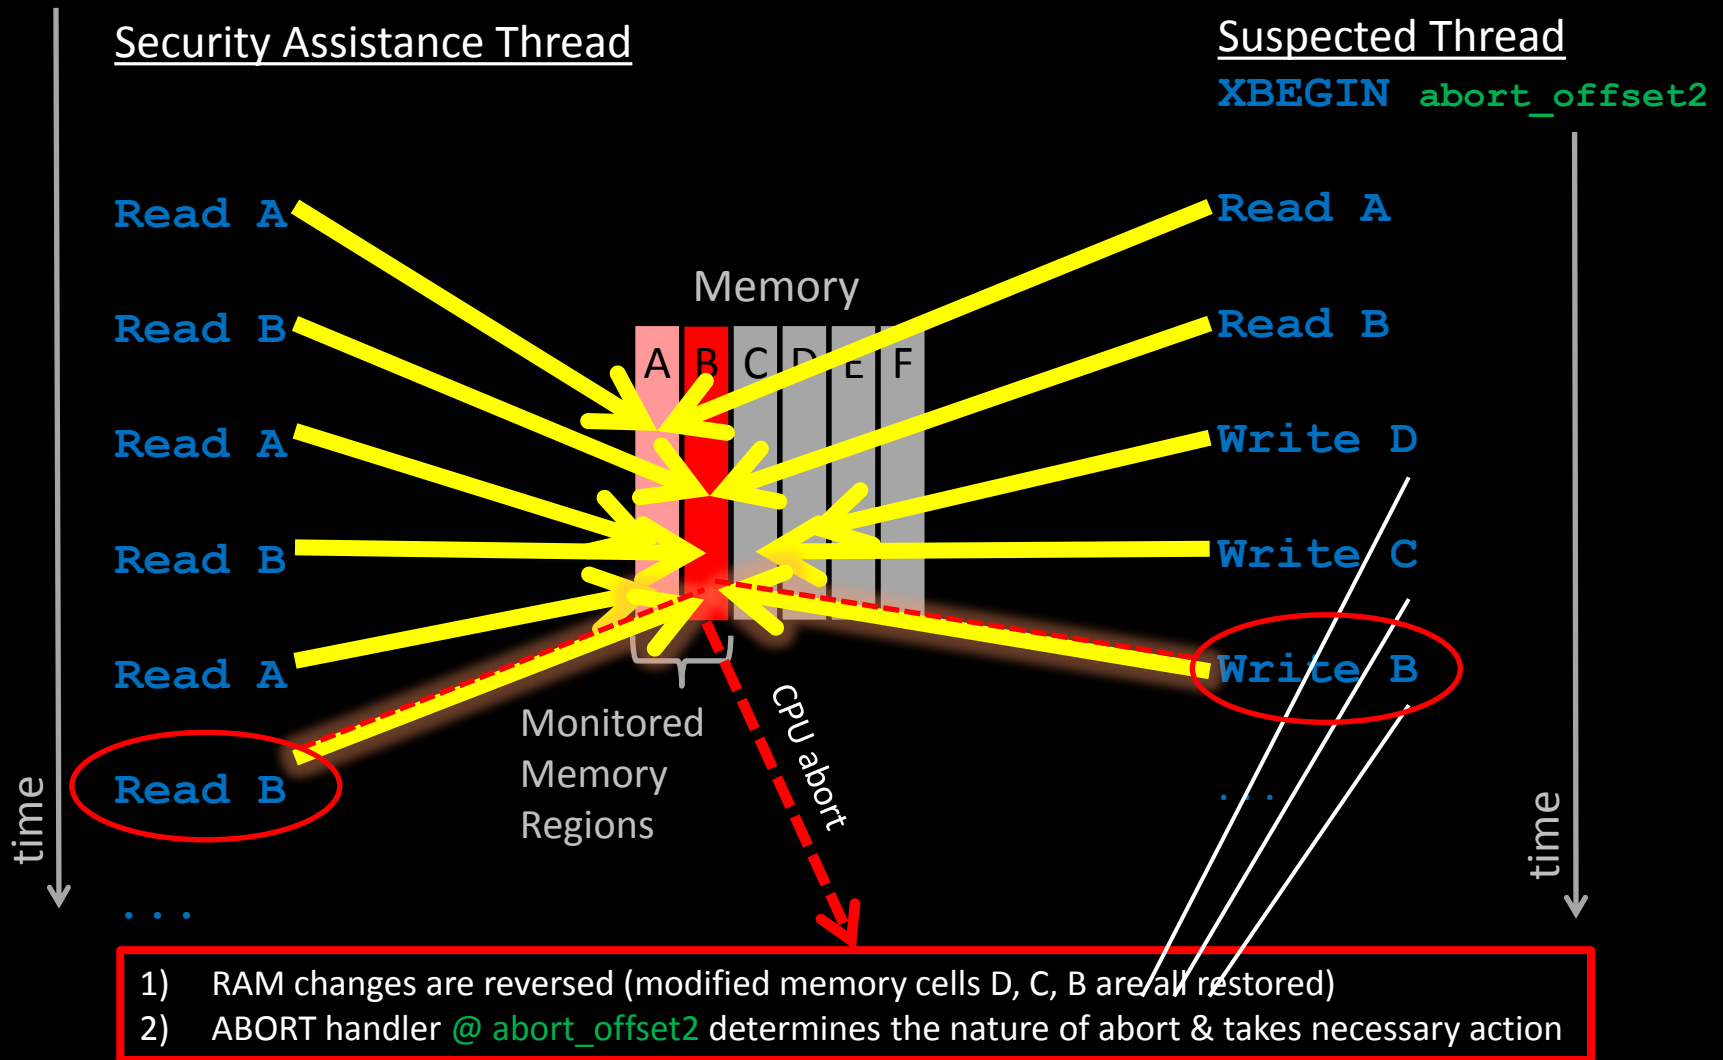 Security Assistance Thread
Suspected Thread
XBEGIN abort_offset2
Read A
Read B
Read A
Read B
Read A
Read B
...
time
Memory
A B C D E F
Monitored
Memory
Regions
CPU abort
Read A
Read B
Write D
Write C
Write B
...
time
1) RAM changes are reversed (modified memory cells D, C, B are all restored)
2) ABORT handler @ abort_offset2 determines the nature of abort & takes necessary action